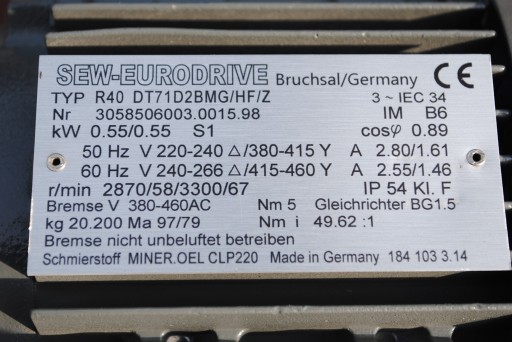 SEW-EURODRIVE Bruchsal/Germany CE
TYP R40 DT71D2BMG/HF/Z 3 ~ IEC 34
Nr 3058506003.0015.98 IM B6
kW 0.55/0.55 S1 cosφ 0.89
50 Hz V 220-240 △/380-415 Y A 2.80/1.61
60 Hz V 240-266 △/415-460 Y A 2.55/1.46
r/min 2870/58/3300/67 IP 54 Kl. F
Bremse V 380-460AC Nm 5 Gleichrichter BG1.5
kg 20.200 Ma 97/79 Nm i 49.62 :1
Bremse nicht unbeluftet betreiben
Schmierstoff MINER.OEL CLP220 Made in Germany 184 103 3.14